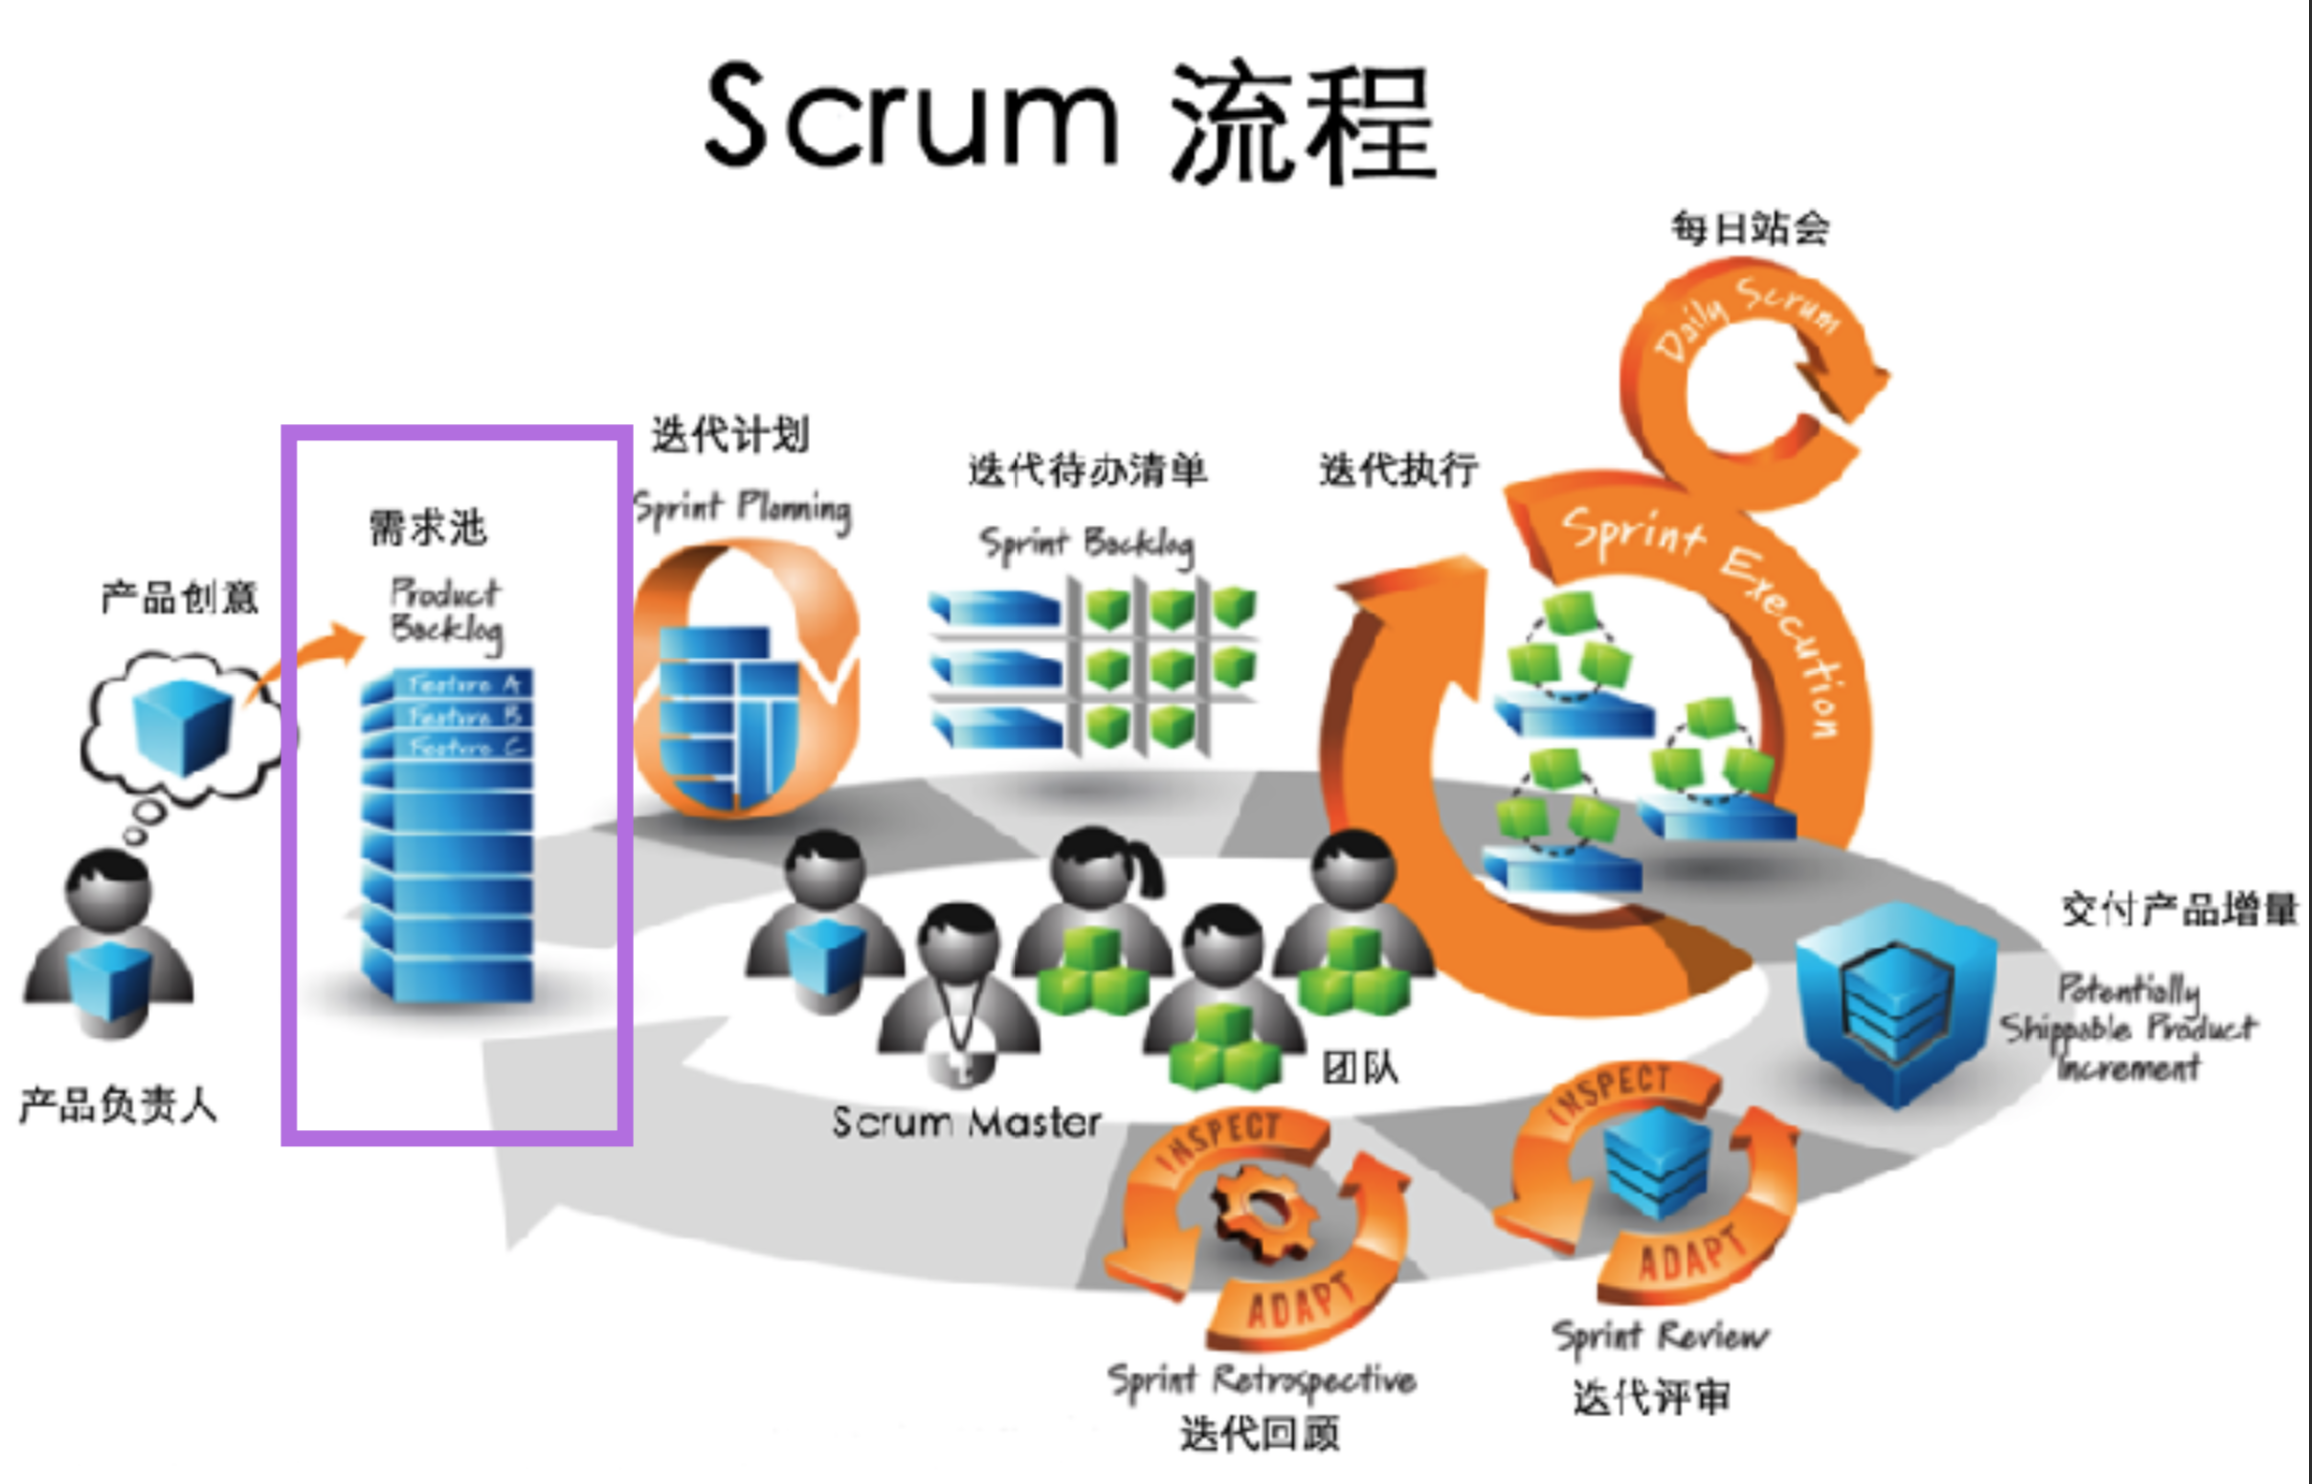 Scrum 流程
每日站会
Daily Scrum
迭代计划
Sprint Planning
迭代待办清单
Sprint Backlog
迭代执行
Sprint Execution
需求池
Product
Backlog
Feature A
Feature B
Feature C
产品创意
产品负责人
Scrum Master
团队
交付产品增量
Potentially
Shippable Product
Increment
INSPECT
ADAPT
Sprint Review
迭代评审
INSPECT
ADAPT
Sprint Retrospective
迭代回顾